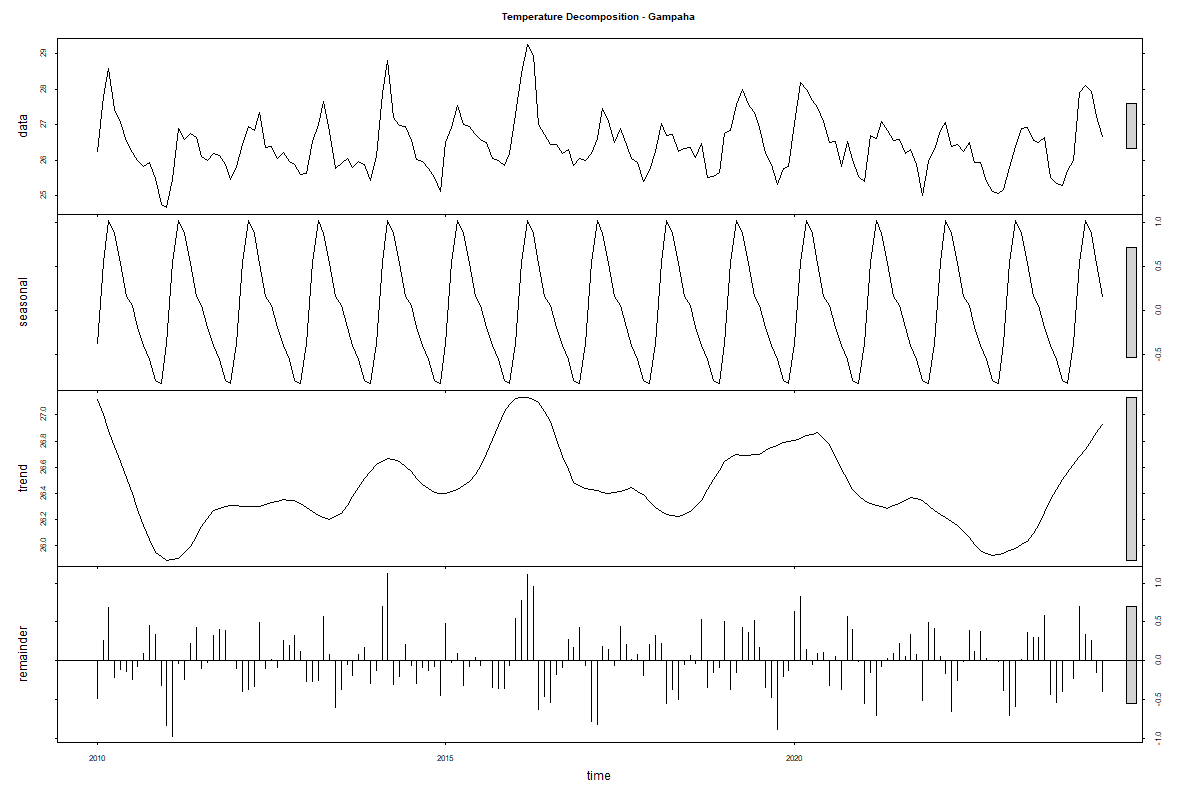 Temperature Decomposition - Gampaha
data
25 26 27 28 29
seasonal
-0.5 0.0 0.5 1.0
trend
26.0 26.2 26.4 26.6 26.8 27.0
remainder
-1.0 -0.5 0.0 0.5 1.0
2010 2015 2020
time